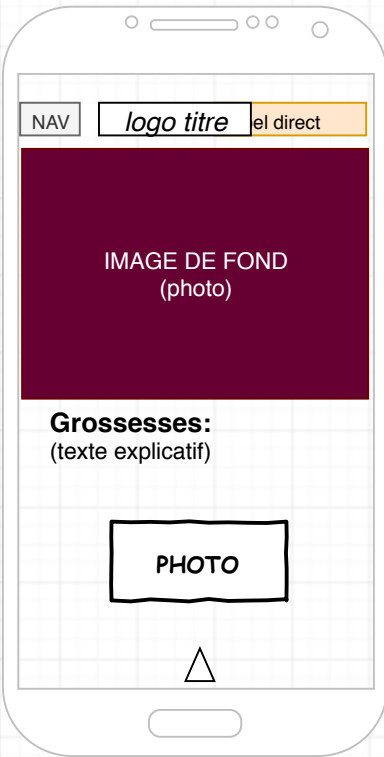 NAV
logo titre
el direct
IMAGE DE FOND
(photo)
Grossesses:
(texte explicatif)
PHOTO